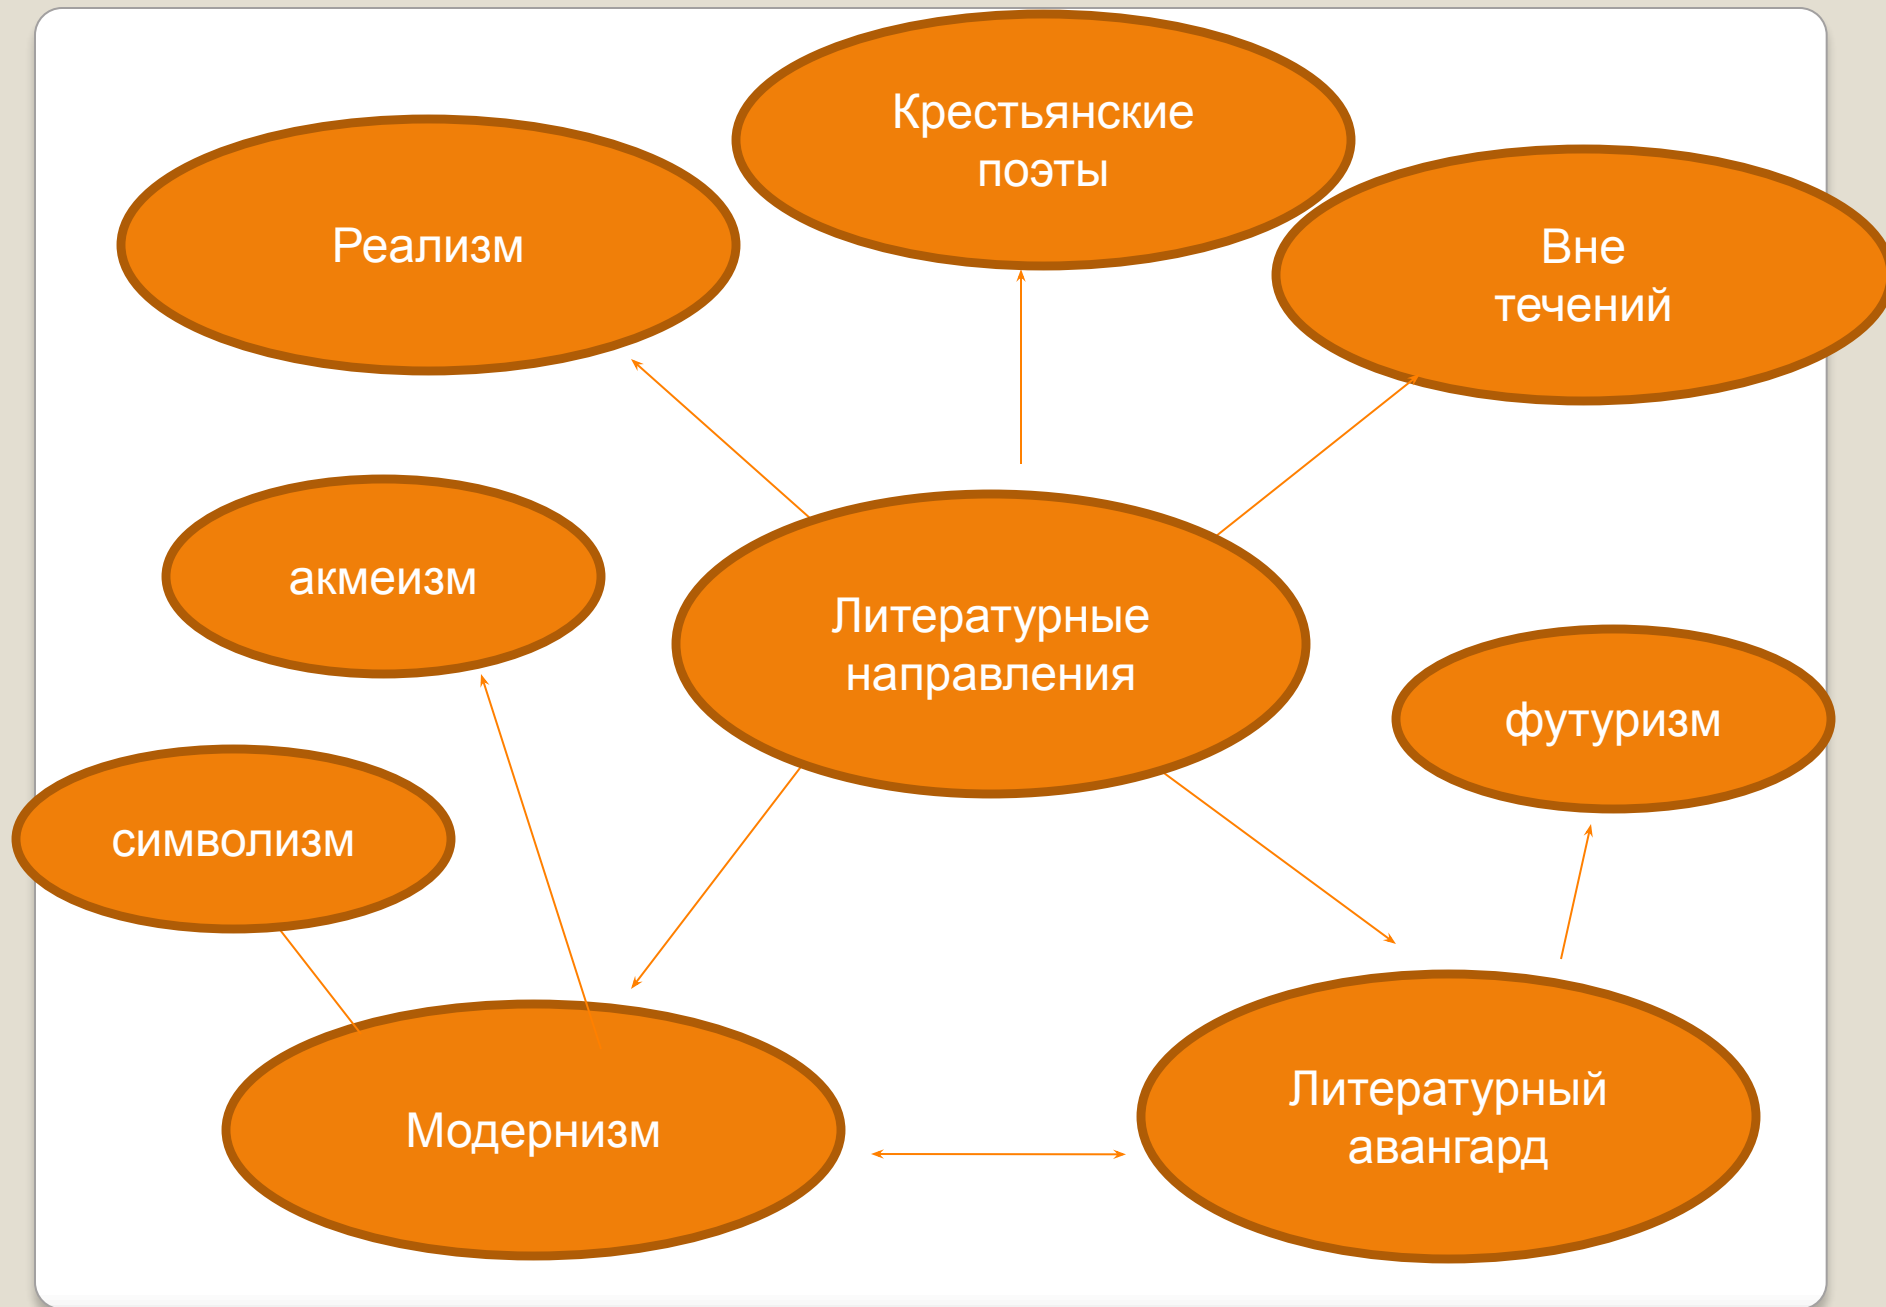 Крестьянские
поэты
Реализм
Вне
течений
акмеизм
Литературные
направления
футуризм
символизм
Модернизм
Литературный
авангард